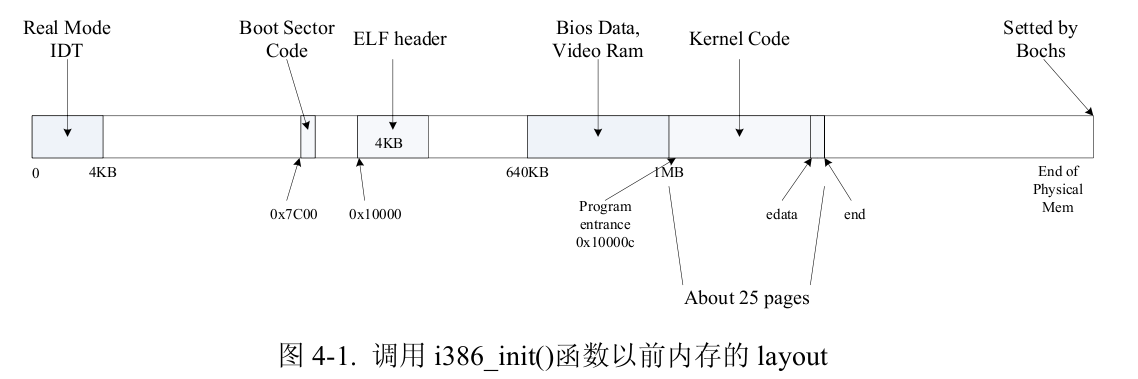 Real Mode
IDT
Boot Sector
Code
ELF header
Bios Data,
Video Ram
Kernel Code
Setted by
Bochs
4KB
0
4KB
640KB
1MB
End of
Physical
Mem
0x7C00
0x10000
Program
entrance
0x10000c
edata
end
About 25 pages
图 4-1. 调用 i386_init()函数以前内存的 layout